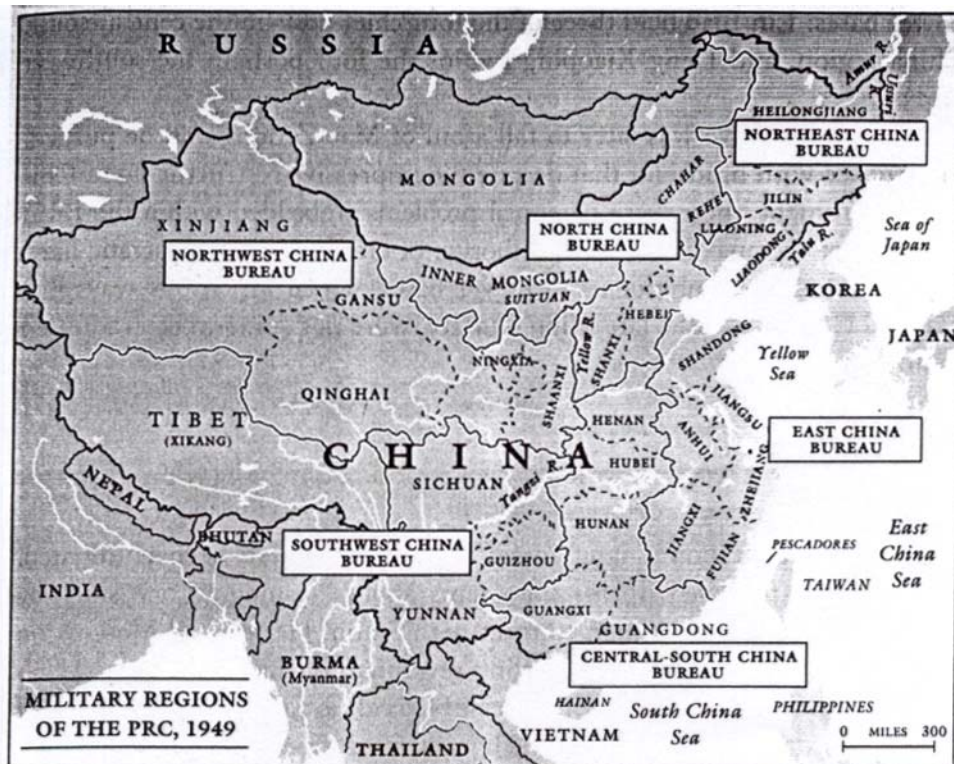 RUSSIA
Amur R.
Ussuri R.
HEILONGJIANG
NORTHEAST CHINA
BUREAU
MONGOLIA
CHAHAR
REHE
JILIN
LIAONING
LIAODONG
Yalu R.
Sea of
Japan
XINJIANG
NORTHWEST CHINA
BUREAU
NORTH CHINA
BUREAU
INNER MONGOLIA
SUIYUAN
GANSU
HEBEI
KOREA
JAPAN
NINGXIA
Yellow R.
SHANXI
SHANDONG
Yellow
Sea
QINGHAI
SHAANXI
TIBET
(XIKANG)
HENAN
JIANGSU
ANHUI
EAST CHINA
BUREAU
CHINA
SICHUAN
HUBEI
Yangzi R.
ZHEJIANG
NEPAL
BHUTAN
SOUTHWEST CHINA
BUREAU
GUIZHOU
HUNAN
JIANGXI
FUJIAN
PESCADORES
TAIWAN
East
China
Sea
INDIA
YUNNAN
GUANGXI
GUANGDONG
CENTRAL-SOUTH CHINA
BUREAU
BURMA
(Myanmar)
MILITARY REGIONS
OF THE PRC, 1949
HAINAN
South China
Sea
PHILIPPINES
VIETNAM
THAILAND
0 MILES 300